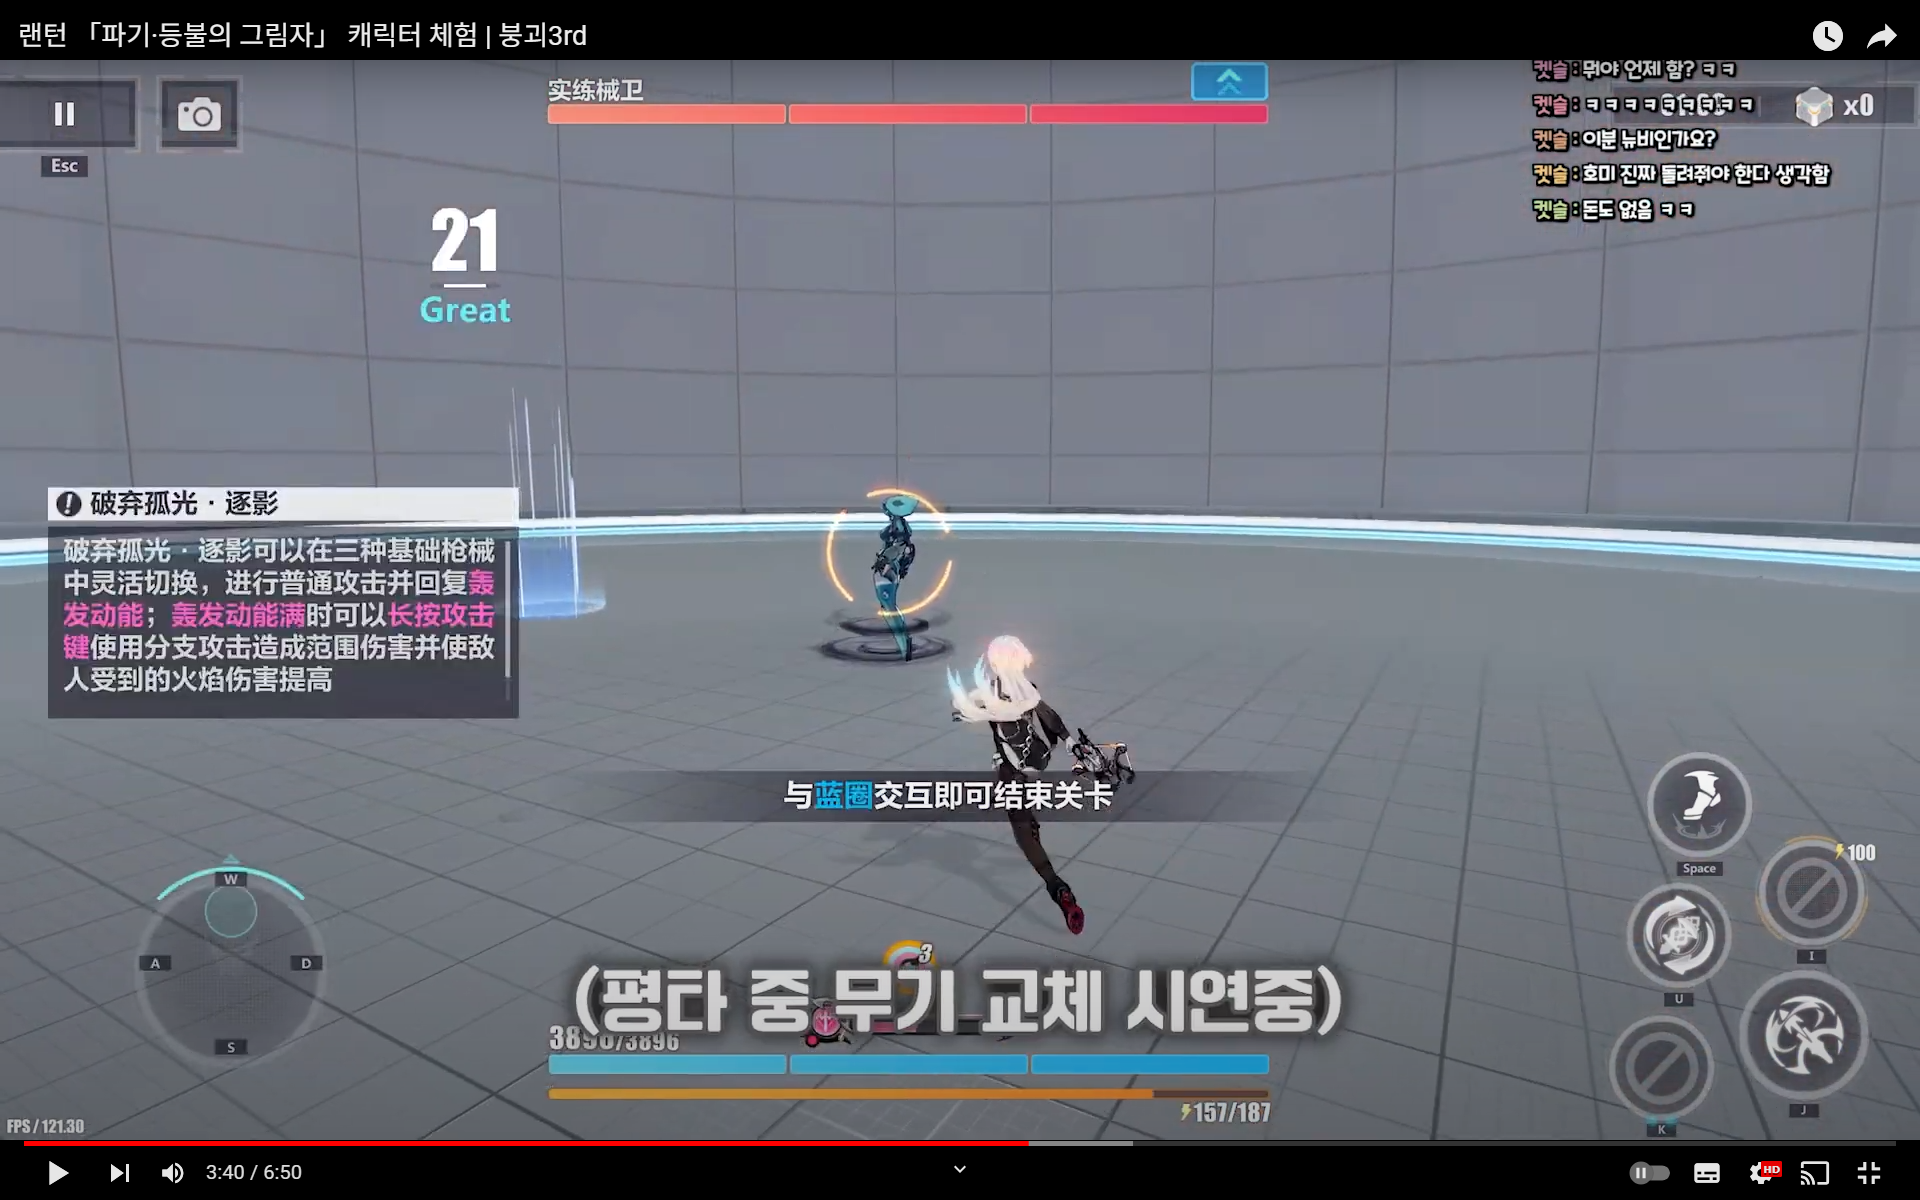 랜턴 「파기·등불의 그림자」 캐릭터 체험 | 붕괴3rd
Esc
实练械卫
켓슬 : 뭐야 언제 함? ㅋㅋ
켓슬 : ㅋㅋㅋㅋㅋㅋㅋㅋㅋ
x0
켓슬 : 이분 뉴비인가요?
켓슬 : 호미 진짜 돌려줘야 한다 생각함
켓슬 : 돈도 없음 ㅋㅋ
21
Great
破弃孤光·逐影
破弃孤光·逐影可以在三种基础枪械
中灵活切换，进行普通攻击并回复轰
发动能；轰发动能满时可以长按攻击
键使用分支攻击造成范围伤害并使敌
人受到的火焰伤害提高
与蓝圈交互即可结束关卡
Space
100
W
A
D
S
I
U
J
K
3
(평타 중 무기 교체 시연중)
3896/3896
157/187
FPS / 121.30
3:40 / 6:50
HD